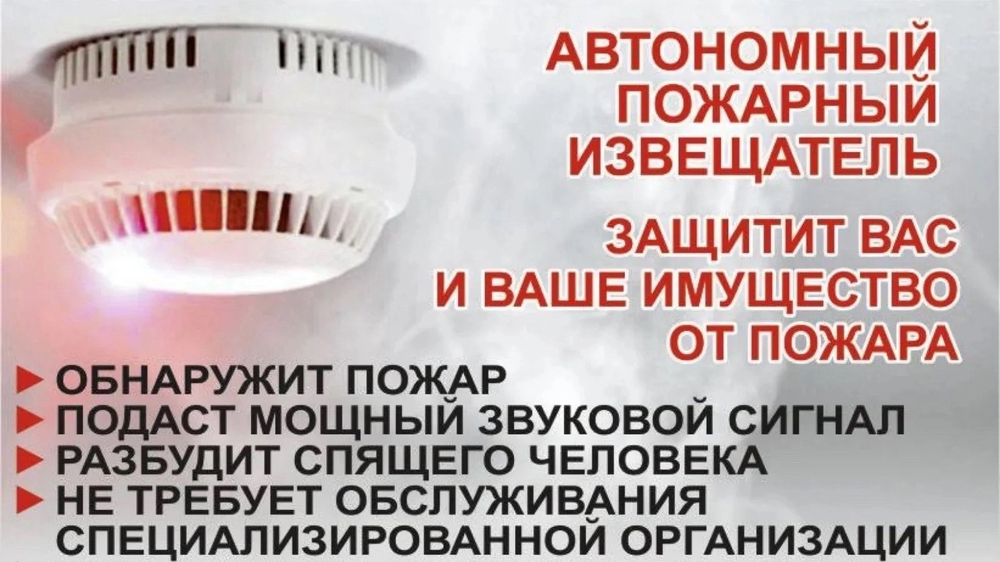 АВТОНОМНЫЙ
ПОЖАРНЫЙ
ИЗВЕЩАТЕЛЬ
ЗАЩИТИТ ВАС
И ВАШЕ ИМУЩЕСТВО
ОТ ПОЖАРА
ОБНАРУЖИТ ПОЖАР
ПОДАСТ МОЩНЫЙ ЗВУКОВОЙ СИГНАЛ
РАЗБУДИТ СПЯЩЕГО ЧЕЛОВЕКА
НЕ ТРЕБУЕТ ОБСЛУЖИВАНИЯ
СПЕЦИАЛИЗИРОВАННОЙ ОРГАНИЗАЦИИ